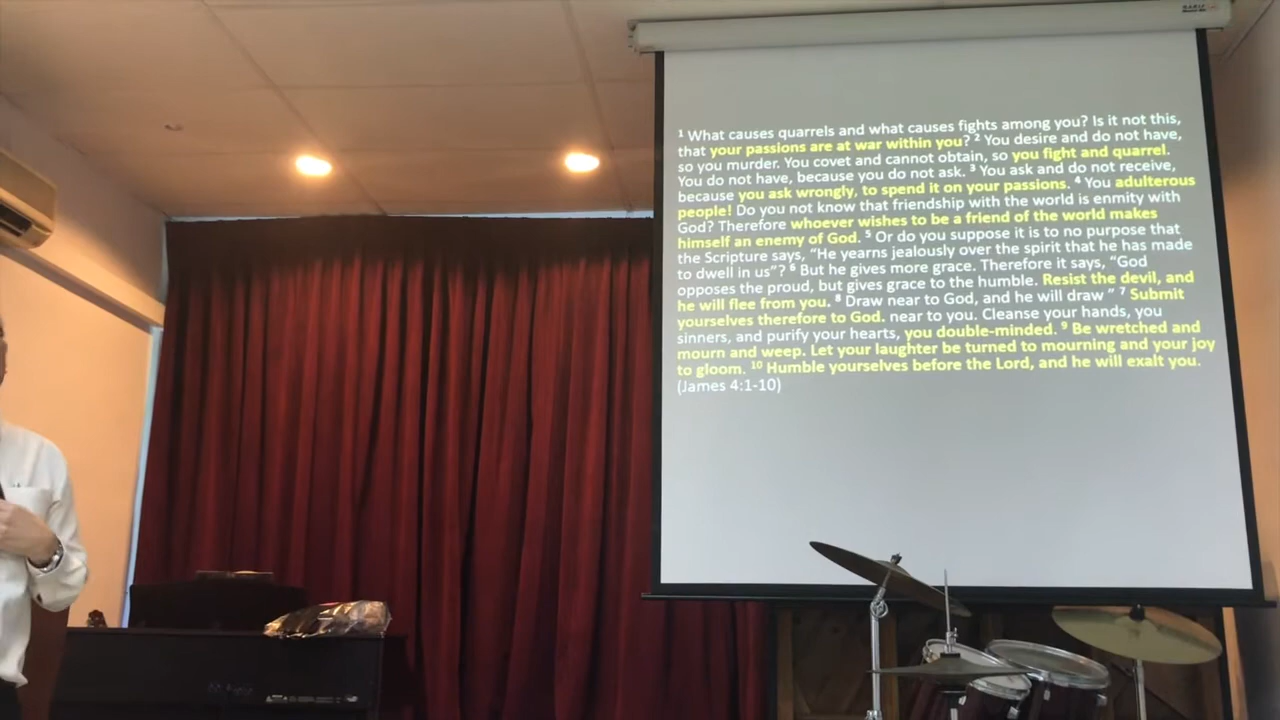 ¹ What causes quarrels and what causes fights among you? Is it not this,
that your passions are at war within you? ² You desire and do not have,
so you murder. You covet and cannot obtain, so you fight and quarrel.
You do not have, because you do not ask. ³ You ask and do not receive,
because you ask wrongly, to spend it on your passions. ⁴ You adulterous
people! Do you not know that friendship with the world is enmity with
God? Therefore whoever wishes to be a friend of the world makes
himself an enemy of God. ⁵ Or do you suppose it is to no purpose that
the Scripture says, “He yearns jealously over the spirit that he has made
to dwell in us”? ⁶ But he gives more grace. Therefore it says, “God
opposes the proud, but gives grace to the humble. Resist the devil, and
he will flee from you. ⁸ Draw near to God, and he will draw ” ⁷ Submit
yourselves therefore to God. near to you. Cleanse your hands, you
sinners, and purify your hearts, you double-minded. ⁹ Be wretched and
mourn and weep. Let your laughter be turned to mourning and your joy
to gloom. ¹⁰ Humble yourselves before the Lord, and he will exalt you.
(James 4:1-10)